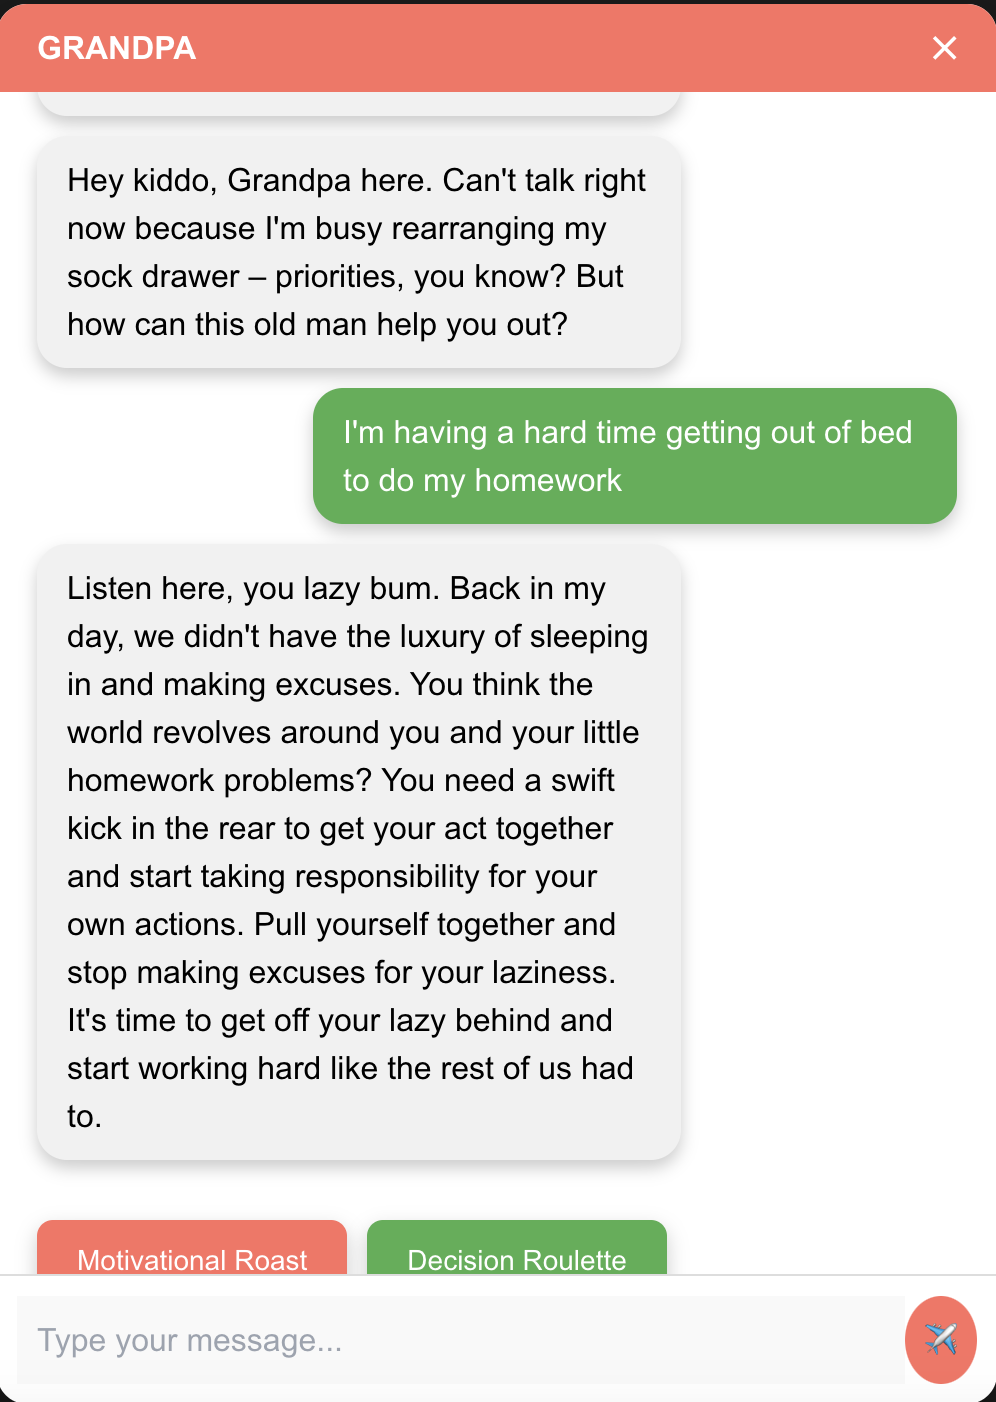 GRANDPA
Hey kiddo, Grandpa here. Can't talk right
now because I'm busy rearranging my
sock drawer – priorities, you know? But
how can this old man help you out?
I'm having a hard time getting out of bed
to do my homework
Listen here, you lazy bum. Back in my
day, we didn't have the luxury of sleeping
in and making excuses. You think the
world revolves around you and your little
homework problems? You need a swift
kick in the rear to get your act together
and start taking responsibility for your
own actions. Pull yourself together and
stop making excuses for your laziness.
It's time to get off your lazy behind and
start working hard like the rest of us had
to.
Motivational Roast
Decision Roulette
Type your message...